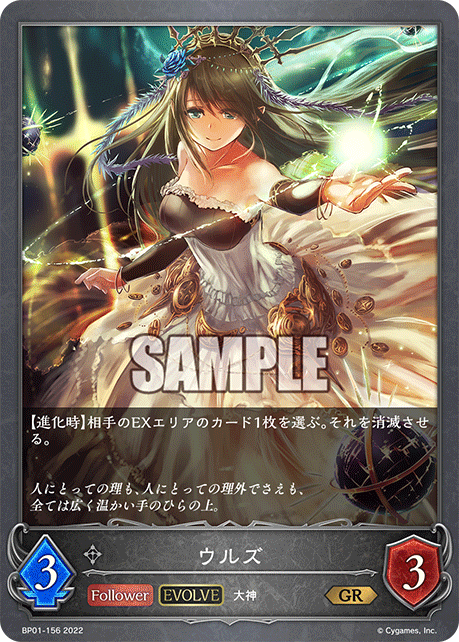 SAMPLE
【進化時】相手のEXエリアのカード1枚を選ぶ。それを消滅させ
る。
人にとっての理も、人にとっての理外でさえも、
全ては広く温かい手のひらの上。
ウルズ
3
Follower EVOLVE 大神 GR
3
BP01-156 2022 © Cygames, Inc.